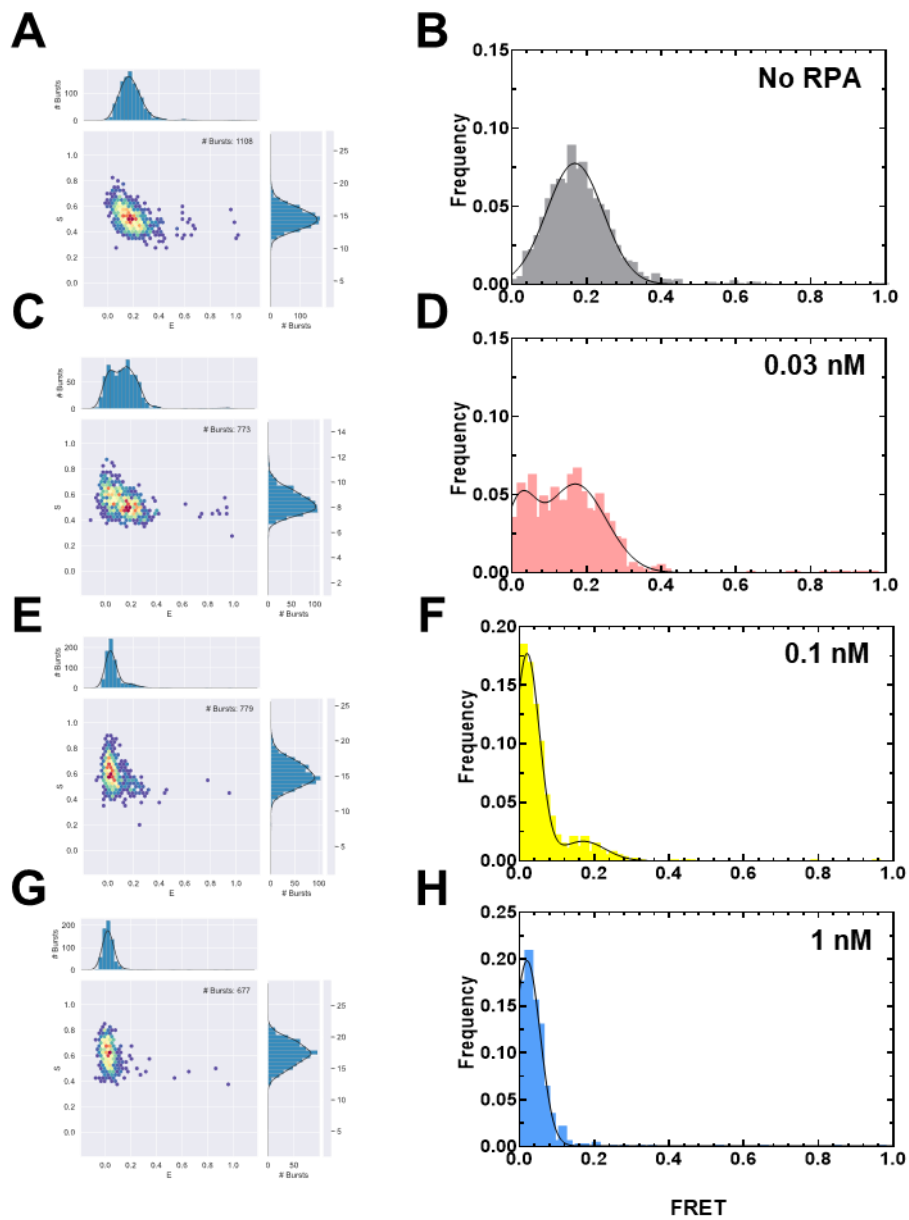 A
B
# Bursts
100
0
# Bursts: 1108
S
1.0
0.8
0.6
0.4
0.2
0.0
0.0 0.2 0.4 0.6 0.8 1.0
E
0 100
# Bursts
25
20
15
10
5
No RPA
Frequency
0.15
0.10
0.05
0.00
0.0 0.2 0.4 0.6 0.8 1.0
C
D
# Bursts
50
0
# Bursts: 773
S
1.0
0.8
0.6
0.4
0.2
0.0
0.0 0.2 0.4 0.6 0.8 1.0
E
0 50 100
# Bursts
14
12
10
8
6
4
2
0.03 nM
Frequency
0.15
0.10
0.05
0.00
0.0 0.2 0.4 0.6 0.8 1.0
E
F
# Bursts
200
100
0
# Bursts: 779
S
1.0
0.8
0.6
0.4
0.2
0.0
0.0 0.2 0.4 0.6 0.8 1.0
E
0 50 100
# Bursts
25
20
15
10
5
0.1 nM
Frequency
0.20
0.15
0.10
0.05
0.00
0.0 0.2 0.4 0.6 0.8 1.0
G
H
# Bursts
200
100
0
# Bursts: 677
S
1.0
0.8
0.6
0.4
0.2
0.0
0.0 0.2 0.4 0.6 0.8 1.0
E
0 50
# Bursts
25
20
15
10
5
1 nM
Frequency
0.25
0.20
0.15
0.10
0.05
0.00
0.0 0.2 0.4 0.6 0.8 1.0
FRET